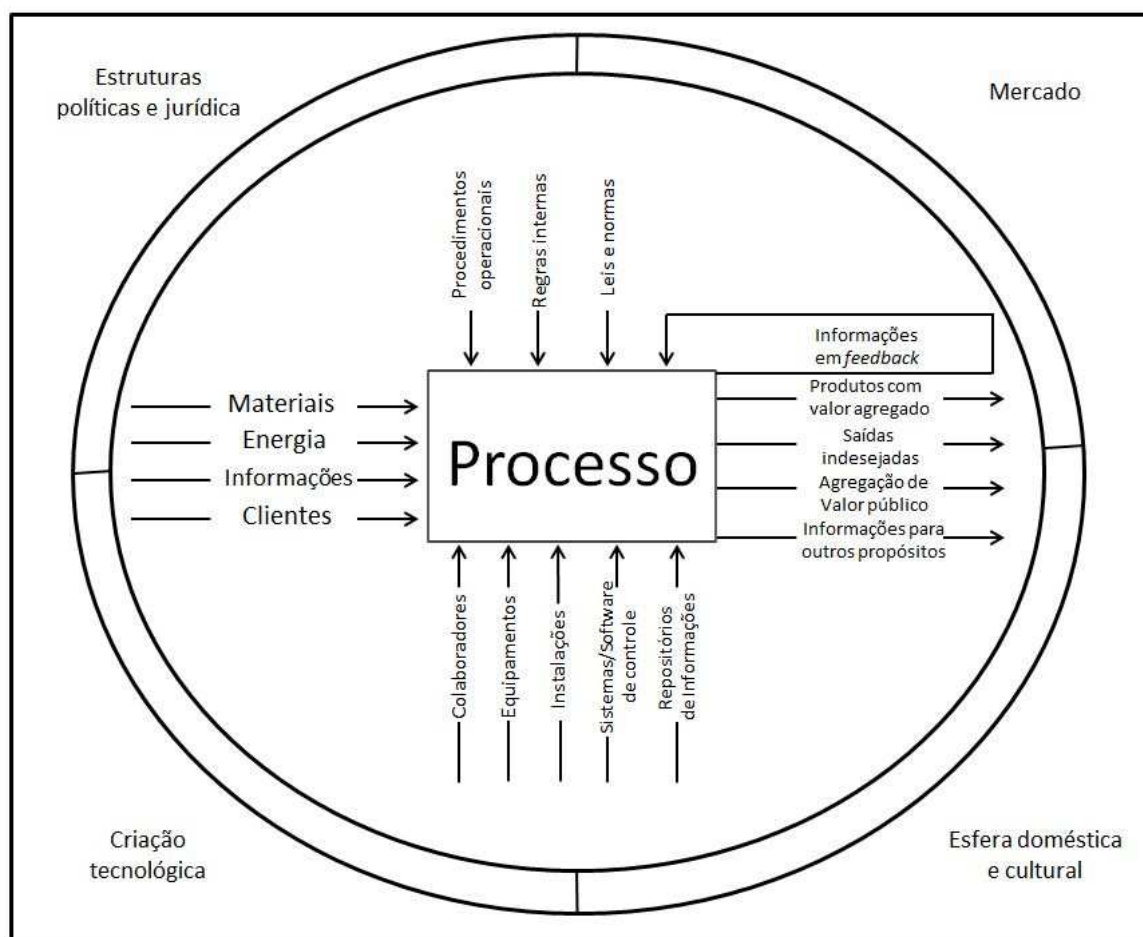 Estruturas
políticas e jurídica
Mercado
Procedimentos
operacionais
Regras internas
Leis e normas
Informações
em feedback
Materiais
Energia
Informações
Clientes
Processo
Produtos com
valor agregado
Saídas
indesejadas
Agregação de
Valor público
Informações para
outros propósitos
Colaboradores
Equipamentos
Instalações
Sistemas/Software
de controle
Repositórios
de Informações
Criação
tecnológica
Esfera doméstica
e cultural